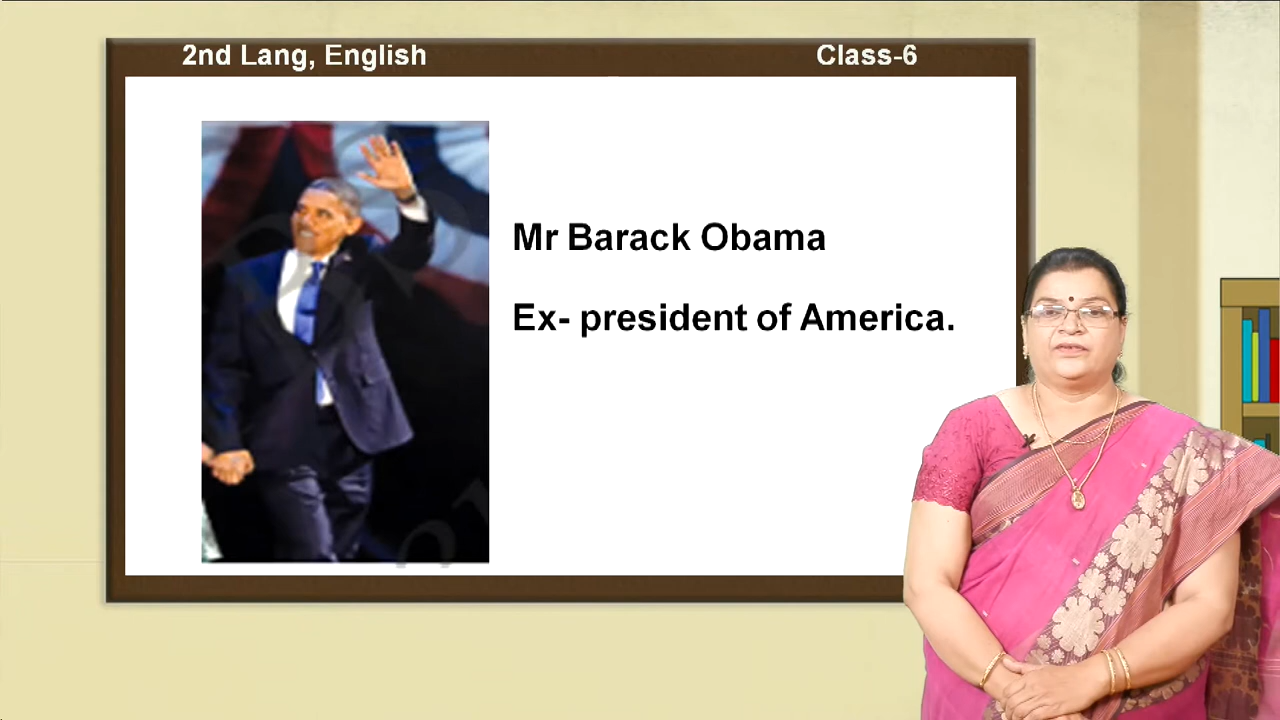 2nd Lang, English
Class-6
Mr Barack Obama
Ex- president of America.